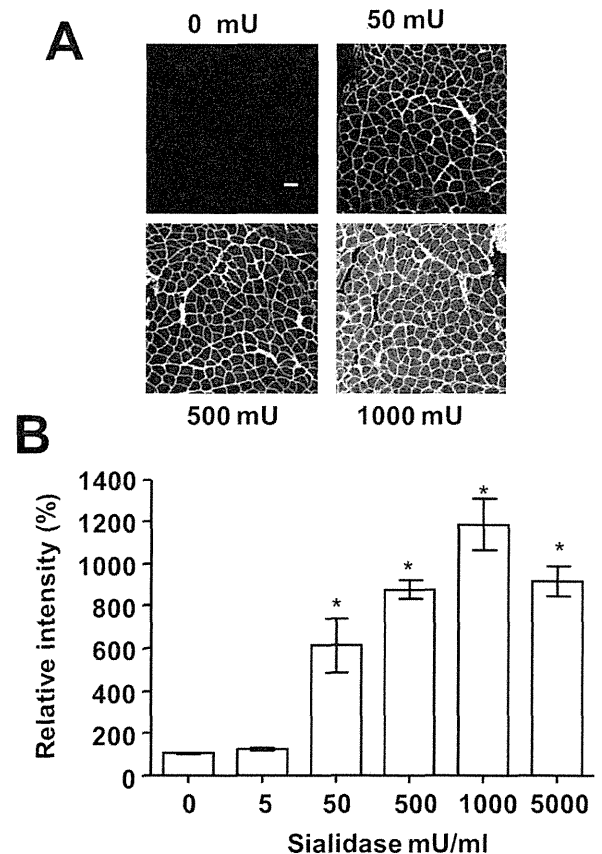 A
0 mU
50 mU
500 mU
1000 mU
B
Relative intensity (%)
1400
1200
1000
800
600
400
200
0
*
*
*
*
0 5 50 500 1000 5000
Sialidase mU/ml